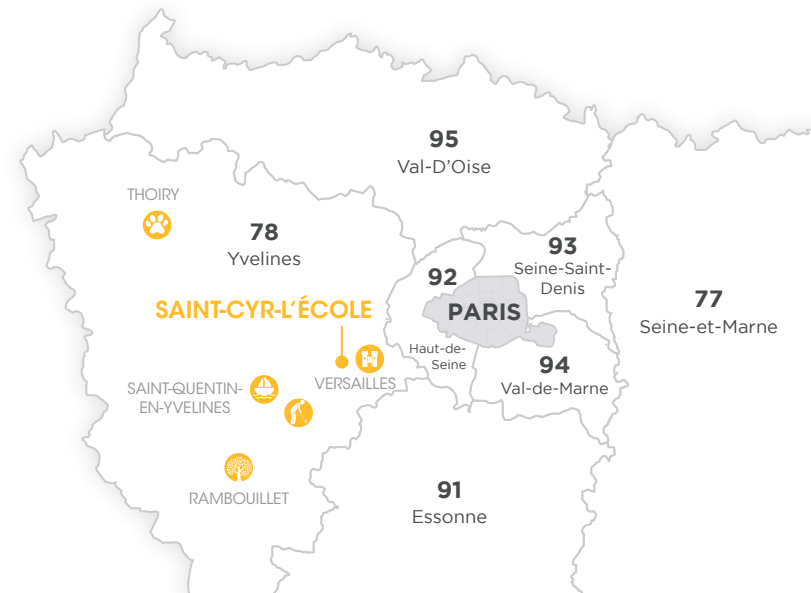 95
Val-D'Oise
THOIRY
78
Yvelines
93
Seine-Saint-
Denis
92
PARIS
77
Seine-et-Marne
SAINT-CYR-L'ÉCOLE
Haut-de-
Seine
94
Val-de-Marne
VERSAILLES
SAINT-QUENTIN-
EN-YVELINES
RAMBOUILLET
91
Essonne